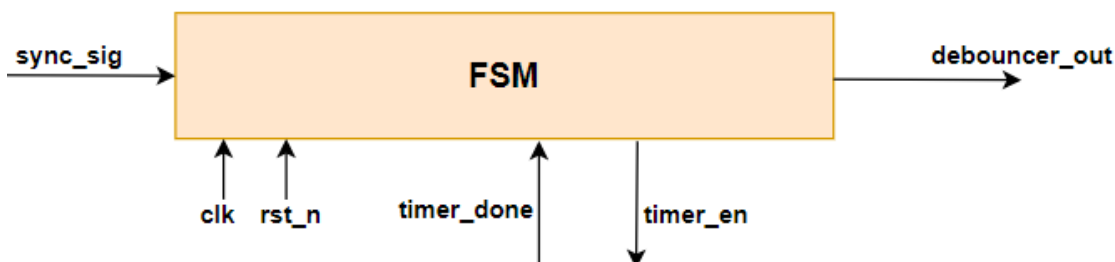 sync_sig
FSM
debouncer_out
clk
rst_n
timer_done
timer_en